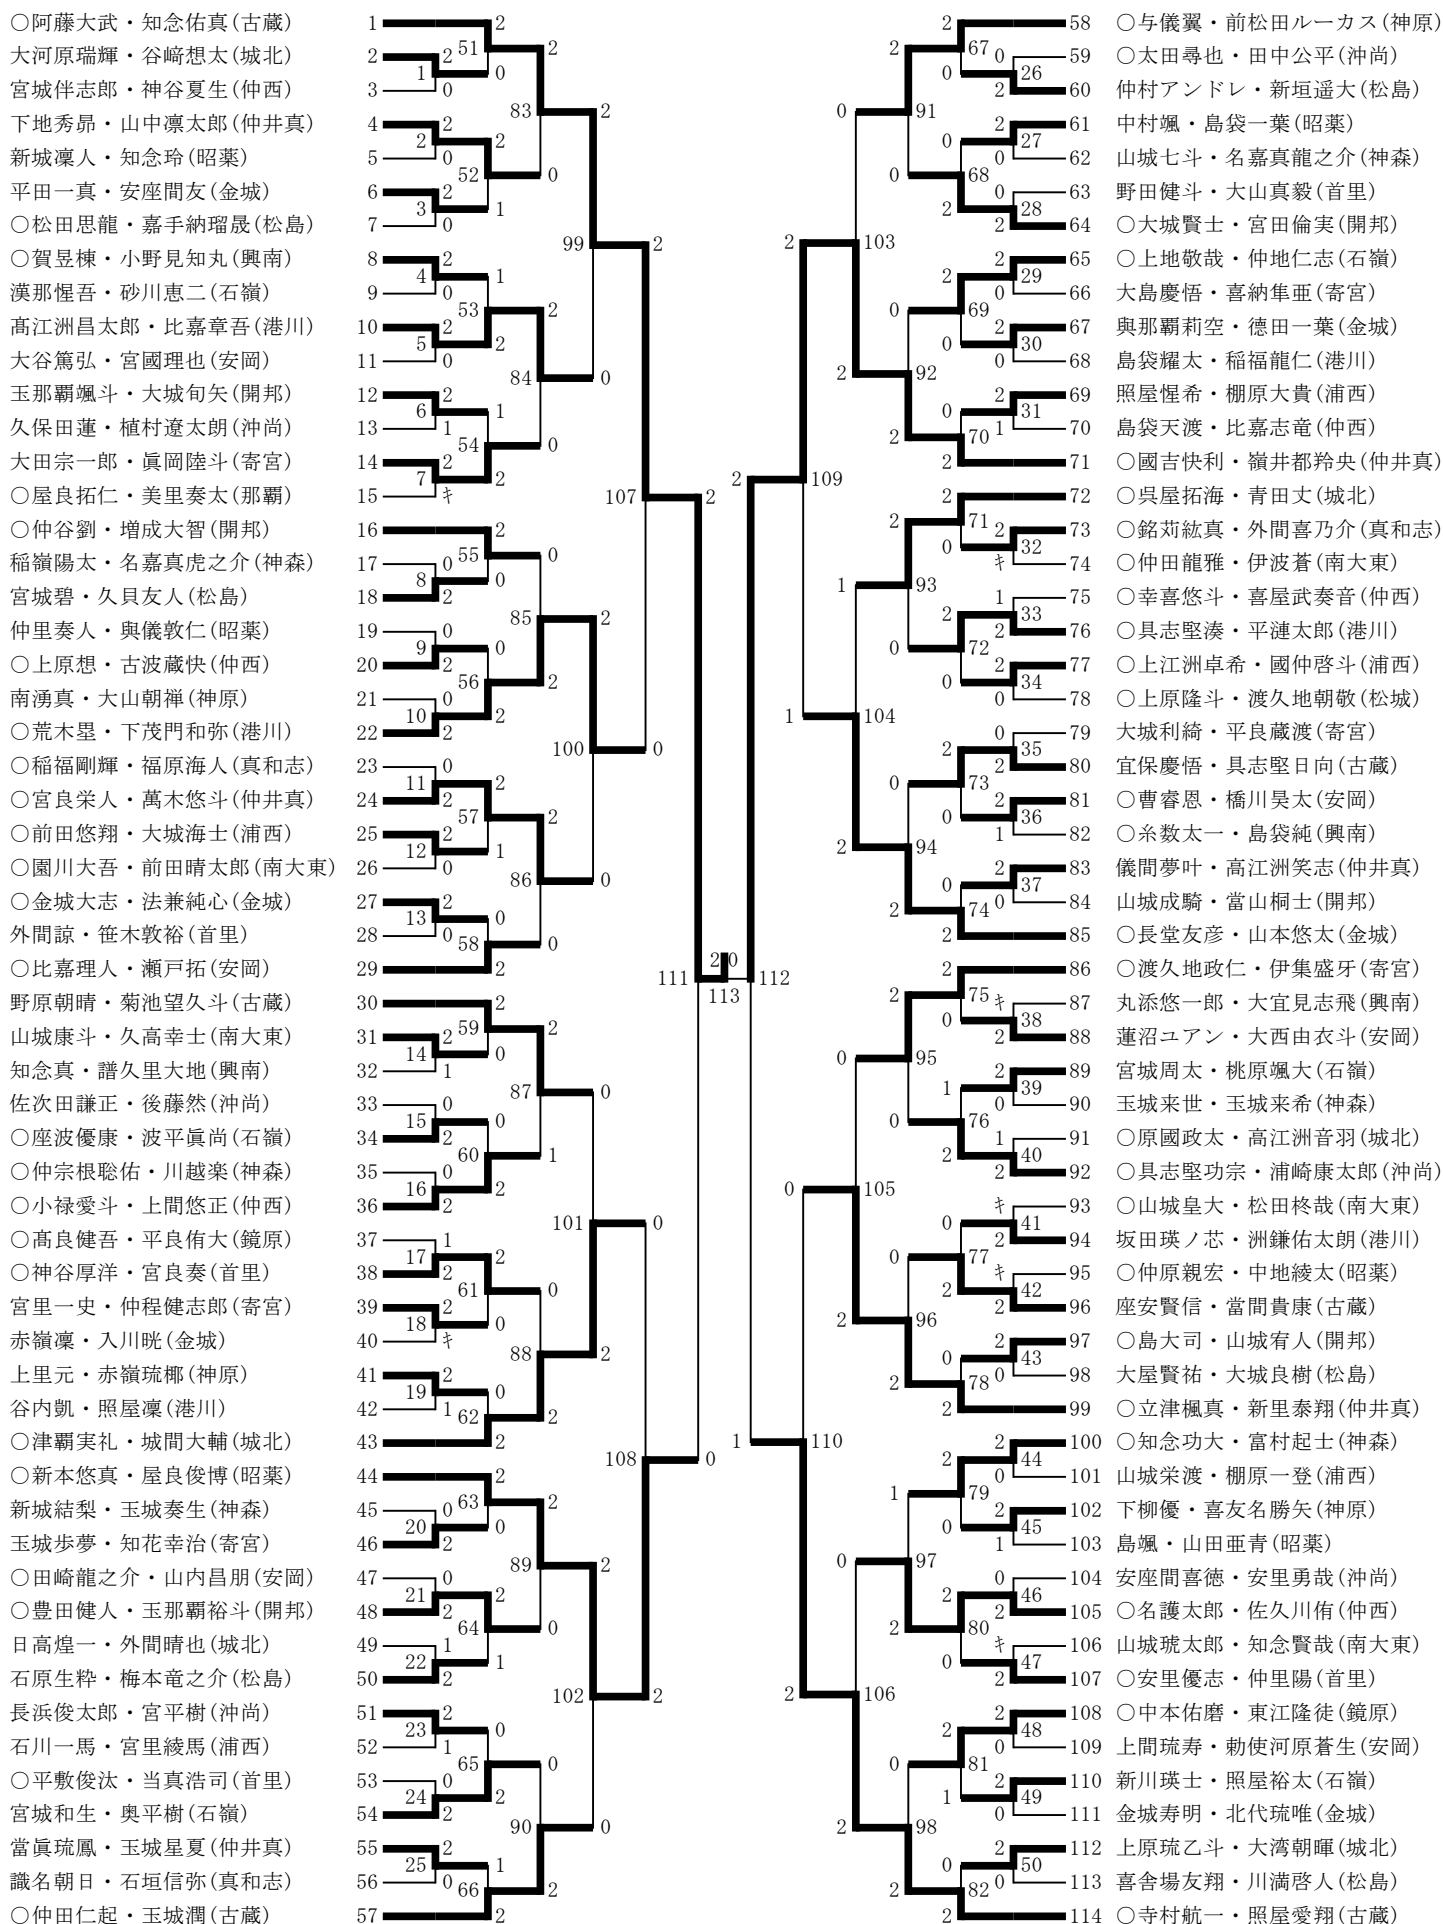 ○阿藤大武・知念佑真(古蔵) 1
大河原瑞輝・谷﨑想太(城北) 2
宮城伴志郎・神谷夏生(仲西) 3
下地秀昴・山中凛太郎(仲井真) 4
新城凜人・知念玲(昭薬) 5
平田一真・安座間友(金城) 6
○松田思龍・嘉手納瑠晟(松島) 7
○賀昱棟・小野見知丸(興南) 8
漢那惺吾・砂川恵二(石嶺) 9
髙江洲昌太郎・比嘉章吾(港川) 10
大谷篤弘・宮國理也(安岡) 11
玉那覇颯斗・大城旬矢(開邦) 12
久保田蓮・植村遼太朗(沖尚) 13
大田宗一郎・眞岡陸斗(寄宮) 14
○屋良拓仁・美里奏太(那覇) 15
○仲谷劉・増成大智(開邦) 16
稲嶺陽太・名嘉真虎之介(神森) 17
宮城碧・久貝友人(松島) 18
仲里奏人・與儀敦仁(昭薬) 19
○上原想・古波蔵快(仲西) 20
南湧真・大山朝禅(神原) 21
○荒木塁・下茂門和弥(港川) 22
○稲福剛輝・福原海人(真和志) 23
○宮良栄人・萬木悠斗(仲井真) 24
○前田悠翔・大城海士(浦西) 25
○園川大吾・前田晴太郎(南大東) 26
○金城大志・法兼純心(金城) 27
外間諒・笹木敦裕(首里) 28
○比嘉理人・瀬戸拓(安岡) 29
野原朝晴・菊池望久斗(古蔵) 30
山城康斗・久高幸士(南大東) 31
知念真・譜久里大地(興南) 32
佐次田謙正・後藤然(沖尚) 33
○座波優康・波平眞尚(石嶺) 34
○仲宗根聡佑・川越楽(神森) 35
○小禄愛斗・上間悠正(仲西) 36
○髙良健吾・平良侑大(鏡原) 37
○神谷厚洋・宮良奏(首里) 38
宮里一史・仲程健志郎(寄宮) 39
赤嶺凜・入川晄(金城) 40
上里元・赤嶺琉椰(神原) 41
谷内凱・照屋凜(港川) 42
○津覇実礼・城間大輔(城北) 43
○新本悠真・屋良俊博(昭薬) 44
新城結梨・玉城奏生(神森) 45
玉城歩夢・知花幸治(寄宮) 46
○田崎龍之介・山内昌朋(安岡) 47
○豊田健人・玉那覇裕斗(開邦) 48
日高煌一・外間晴也(城北) 49
石原生粋・梅本竜之介(松島) 50
長浜俊太郎・宮平樹(沖尚) 51
石川一馬・宮里綾馬(浦西) 52
○平敷俊汰・当真浩司(首里) 53
宮城和生・奥平樹(石嶺) 54
當眞琉鳳・玉城星夏(仲井真) 55
識名朝日・石垣信弥(真和志) 56
○仲田仁起・玉城潤(古蔵) 57
58 ○与儀翼・前松田ルーカス(神原)
59 ○太田尋也・田中公平(沖尚)
60 仲村アンドレ・新垣遥大(松島)
61 中村颯・島袋一葉(昭薬)
62 山城七斗・名嘉真龍之介(神森)
63 野田健斗・大山真毅(首里)
64 ○大城賢士・宮田倫実(開邦)
65 ○上地敬哉・仲地仁志(石嶺)
66 大島慶悟・喜納隼亜(寄宮)
67 與那覇莉空・德田一葉(金城)
68 島袋耀太・稲福龍仁(港川)
69 照屋惺希・棚原大貴(浦西)
70 島袋天渡・比嘉志竜(仲西)
71 ○國吉快利・嶺井都羚央(仲井真)
72 ○呉屋拓海・青田丈(城北)
73 ○銘苅紘真・外間喜乃介(真和志)
74 ○仲田龍雅・伊波蒼(南大東)
75 ○幸喜悠斗・喜屋武奏音(仲西)
76 ○具志堅湊・平漣太郎(港川)
77 ○上江洲卓希・國仲啓斗(浦西)
78 ○上原隆斗・渡久地朝敬(松城)
79 大城利綺・平良蔵渡(寄宮)
80 宜保慶悟・具志堅日向(古蔵)
81 ○曹睿恩・橋川昊太(安岡)
82 ○糸数太一・島袋純(興南)
83 儀間夢叶・高江洲笑志(仲井真)
84 山城成騎・當山桐士(開邦)
85 ○長堂友彦・山本悠太(金城)
86 ○渡久地政仁・伊集盛牙(寄宮)
87 丸添悠一郎・大宜見志飛(興南)
88 蓮沼ユアン・大西由衣斗(安岡)
89 宮城周太・桃原颯大(石嶺)
90 玉城来世・玉城来希(神森)
91 ○原國政太・高江洲音羽(城北)
92 ○具志堅功宗・浦崎康太郎(沖尚)
93 ○山城皇大・松田柊哉(南大東)
94 坂田瑛ノ芯・洲鎌佑太朗(港川)
95 ○仲原親宏・中地綾太(昭薬)
96 座安賢信・當間貴康(古蔵)
97 ○島大司・山城宥人(開邦)
98 大屋賢祐・大城良樹(松島)
99 ○立津楓真・新里泰翔(仲井真)
100 ○知念功大・富村起士(神森)
101 山城栄渡・棚原一登(浦西)
102 下柳優・喜友名勝矢(神原)
103 島颯・山田亜青(昭薬)
104 安座間喜徳・安里勇哉(沖尚)
105 ○名護太郎・佐久川侑(仲西)
106 山城琥太郎・知念賢哉(南大東)
107 ○安里優志・仲里陽(首里)
108 ○中本佑磨・東江隆徒(鏡原)
109 上間琉寿・勅使河原蒼生(安岡)
110 新川瑛士・照屋裕太(石嶺)
111 金城寿明・北代琉唯(金城)
112 上原琉乙斗・大湾朝暉(城北)
113 喜舎場友翔・川満啓人(松島)
114 ○寺村航一・照屋愛翔(古蔵)